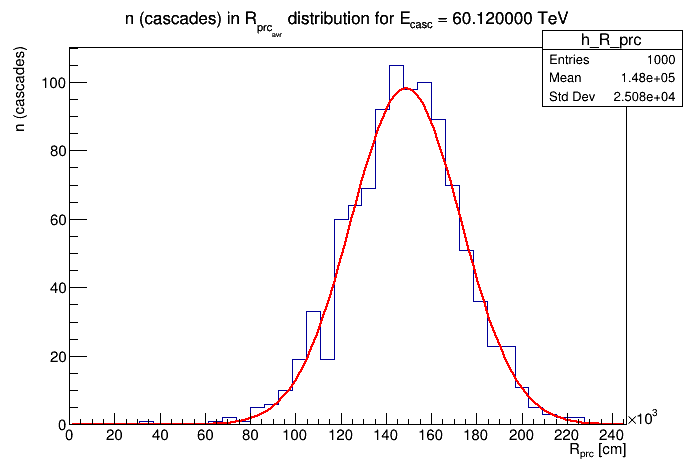 n (cascades) in R_prc_avr distribution for E_casc = 60.120000 TeV
h_R_prc
Entries 1000
Mean 1.48e+05
Std Dev 2.508e+04
n (cascades)
100
80
60
40
20
0
0 20 40 60 80 100 120 140 160 180 200 220 240
×10³
R_prc [cm]